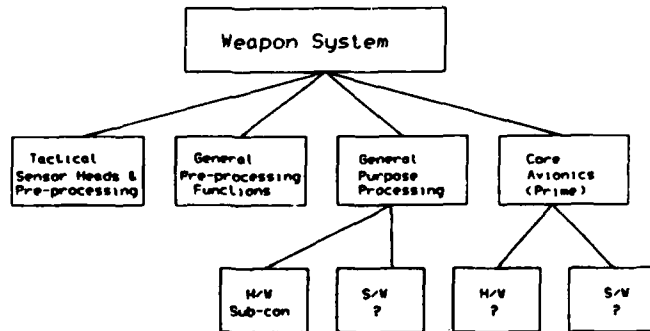 Weapon System
Tactical
Sensor Heads &
Pre-processing
General
Pre-processing
Functions
General
Purpose
Processing
Core
Avionics
(Prime)
H/W
Sub-con
S/W
?
H/W
?
S/W
?